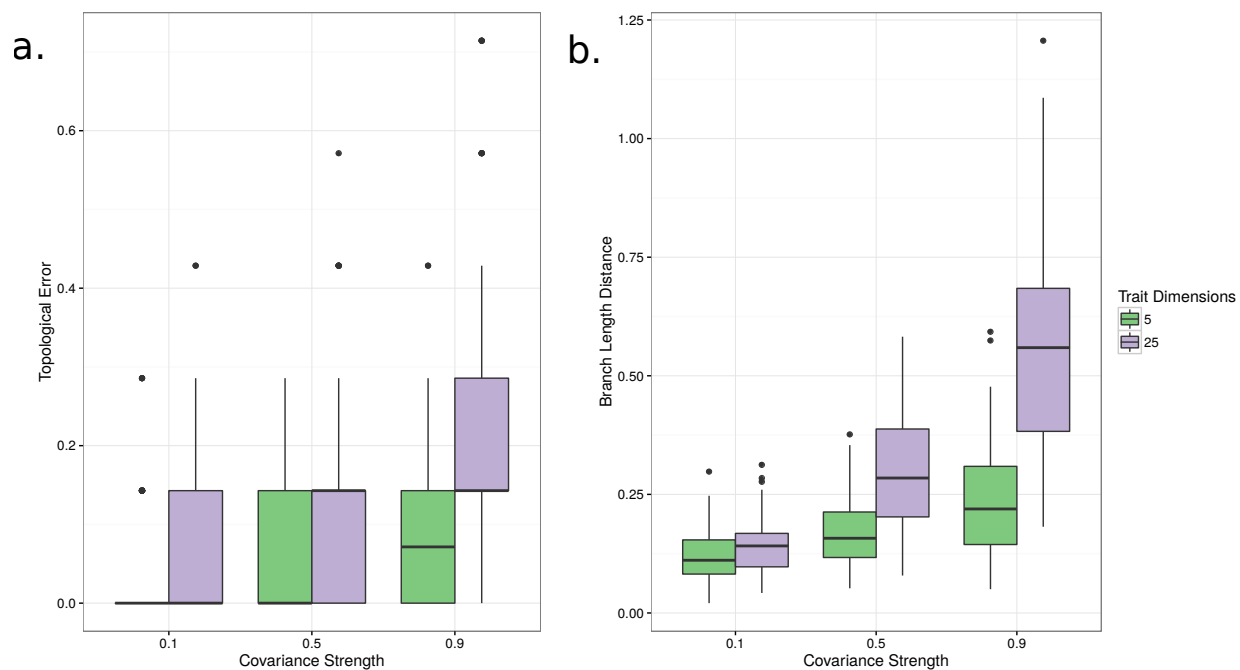 a.
Topological Error
0.6
0.4
0.2
0.0
0.1
0.5
0.9
Covariance Strength
b.
Branch Length Distance
1.25
1.00
0.75
0.50
0.25
0.00
0.1
0.5
0.9
Covariance Strength
Trait Dimensions
5
25